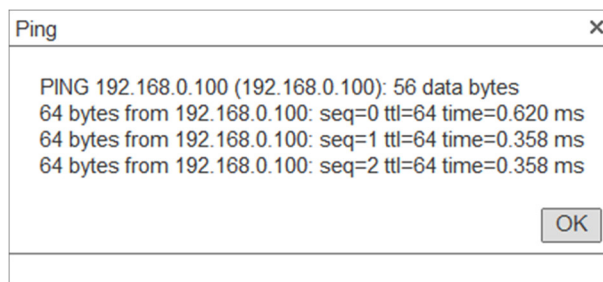 Ping
PING 192.168.0.100 (192.168.0.100): 56 data bytes
64 bytes from 192.168.0.100: seq=0 ttl=64 time=0.620 ms
64 bytes from 192.168.0.100: seq=1 ttl=64 time=0.358 ms
64 bytes from 192.168.0.100: seq=2 ttl=64 time=0.358 ms
OK